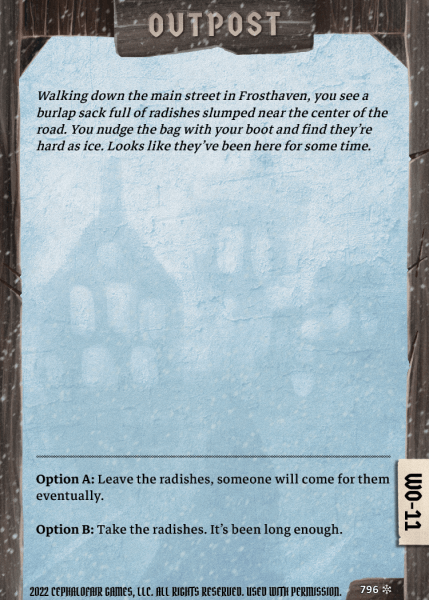 OUTPOST
Walking down the main street in Frosthaven, you see a
burlap sack full of radishes slumped near the center of the
road. You nudge the bag with your boot and find they're
hard as ice. Looks like they've been here for some time.
Option A: Leave the radishes, someone will come for them
eventually.
Option B: Take the radishes. It's been long enough.
WO-11
2022 CEPHALOFAIR GAMES, LLC. ALL RIGHTS RESERVED. USED WITH PERMISSION.
796